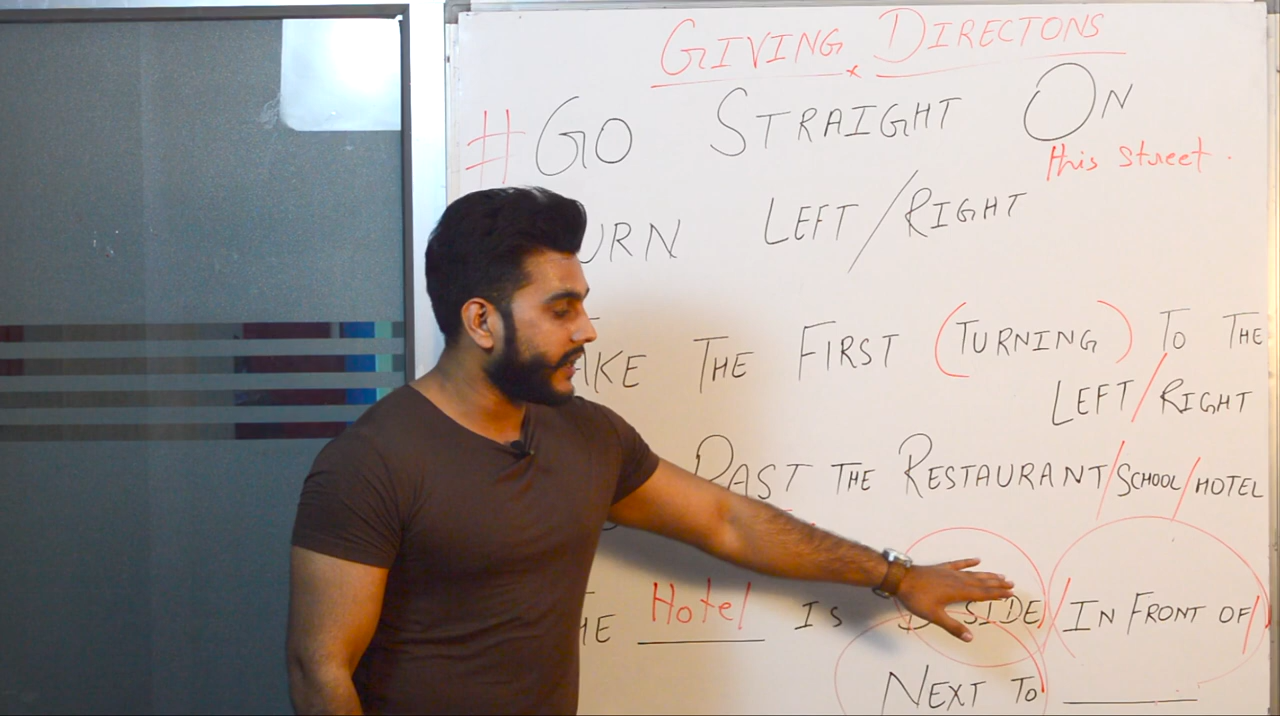 GIVING DIRECTONS
#GO STRAIGHT ON
this street.
URN LEFT/RIGHT
KE THE FIRST (TURNING) TO THE
LEFT/RIGHT
PAST THE RESTAURANT/SCHOOL/HOTEL
HE Hotel IS SIDE/IN FRONT OF/
NEXT TO